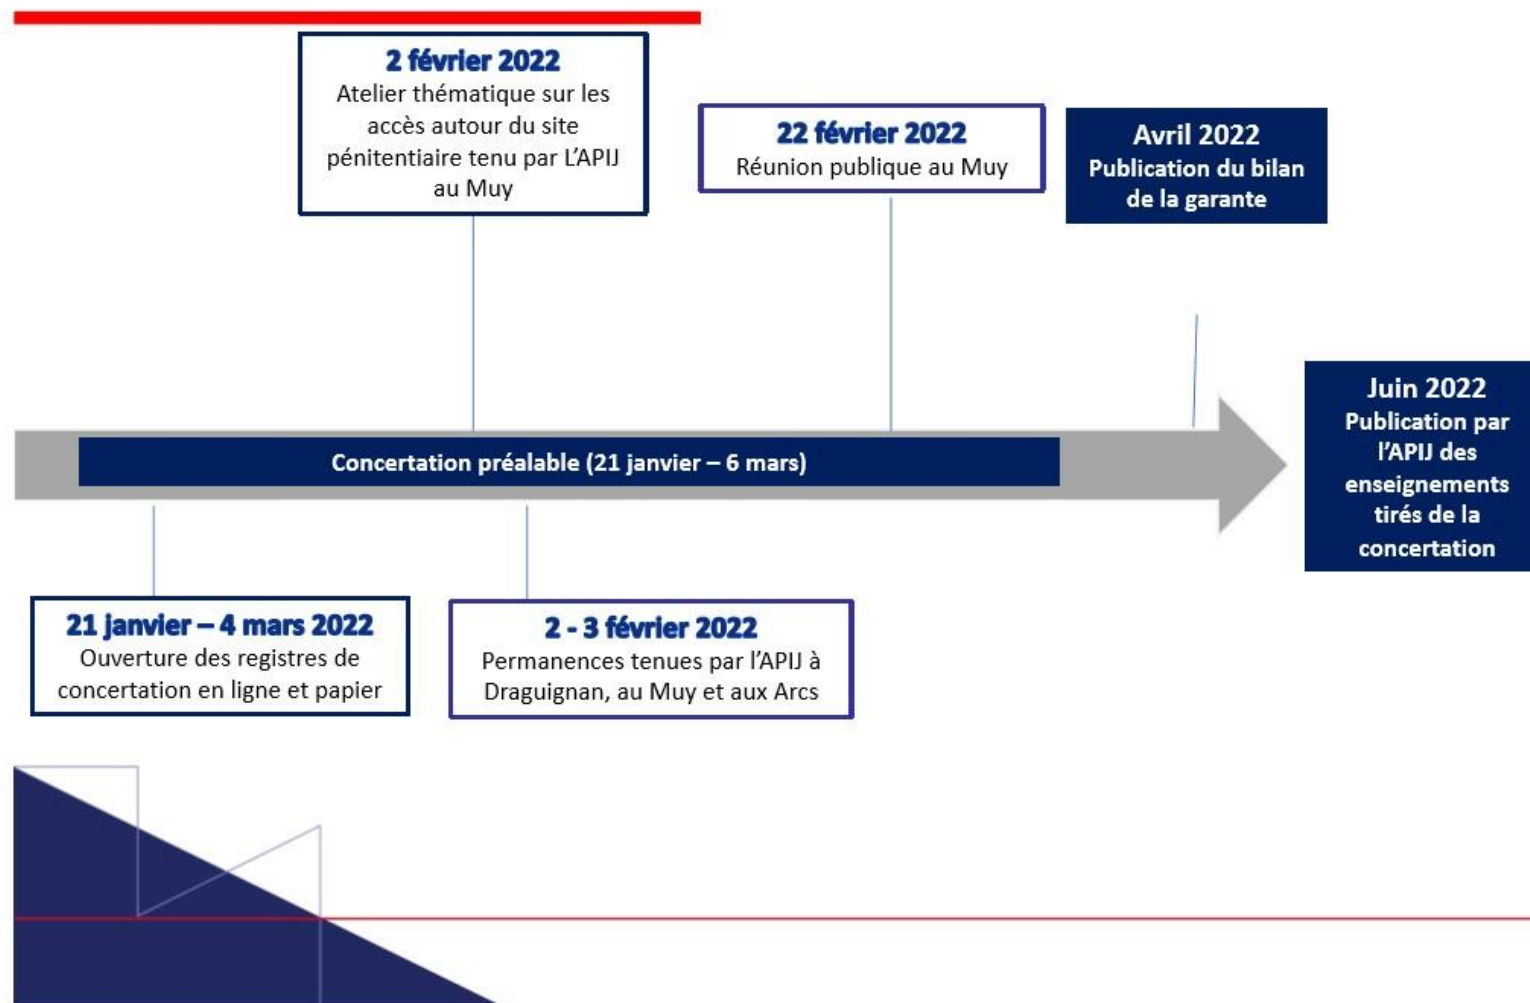 2 février 2022
Atelier thématique sur les
accès autour du site
pénitentiaire tenu par L’APIJ
au Muy
22 février 2022
Réunion publique au Muy
Avril 2022
Publication du bilan
de la garante
Juin 2022
Publication par
l’APIJ des
enseignements
tirés de la
concertation
Concertation préalable (21 janvier – 6 mars)
21 janvier – 4 mars 2022
Ouverture des registres de
concertation en ligne et papier
2 - 3 février 2022
Permanences tenues par l’APIJ à
Draguignan, au Muy et aux Arcs